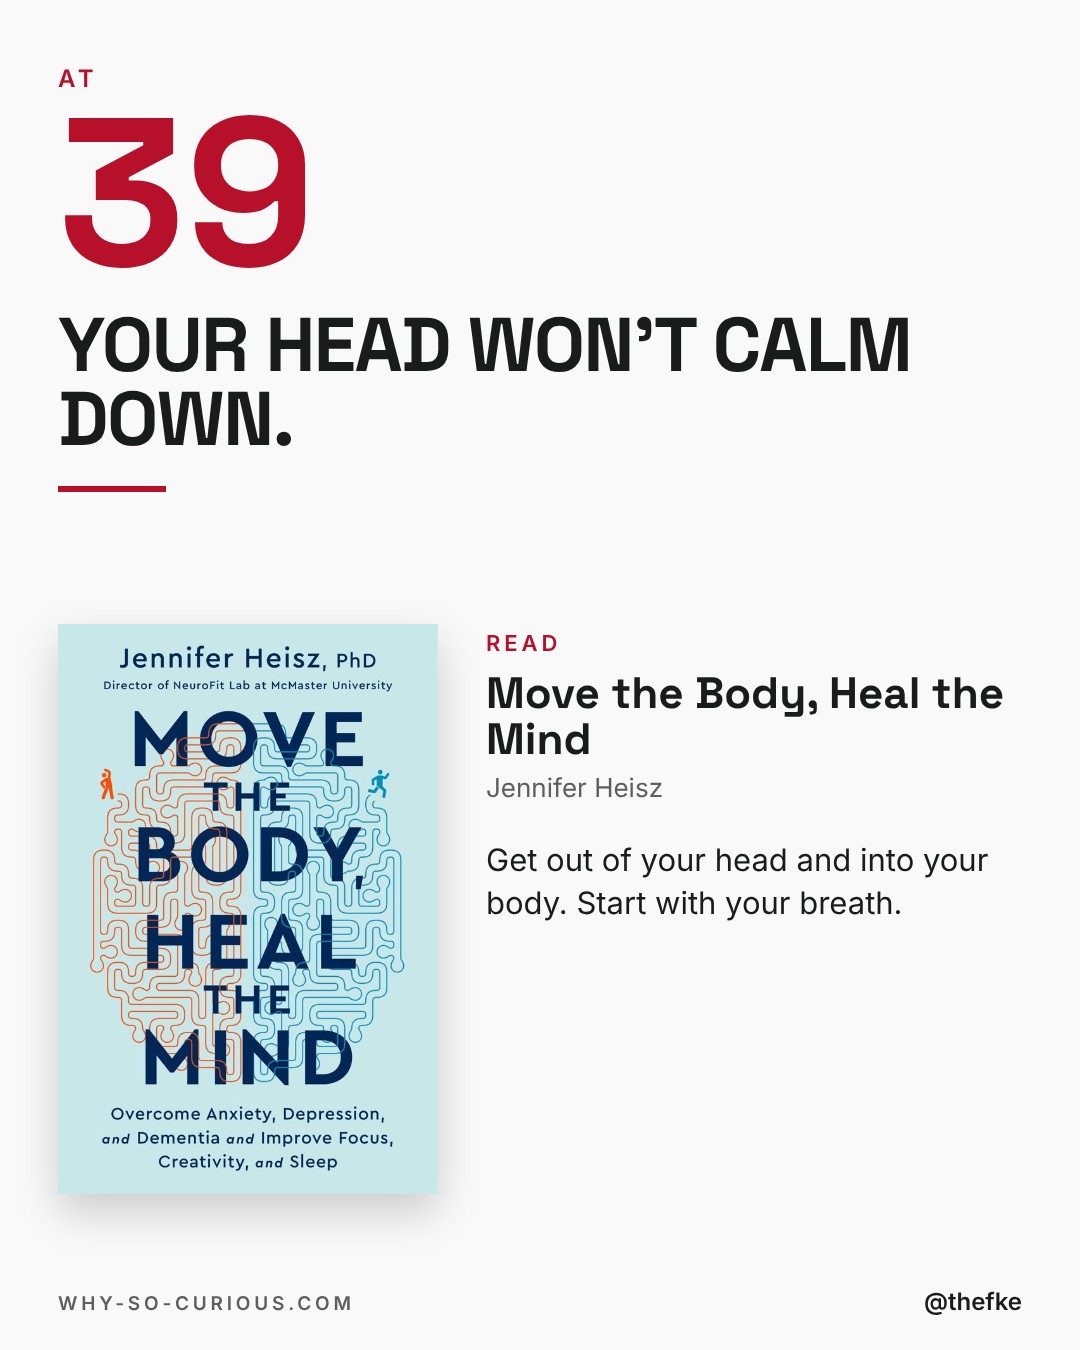 AT
39
YOUR HEAD WON’T CALM
DOWN.
Jennifer Heisz, PhD
Director of NeuroFit Lab at McMaster University
MOVE
THE
BODY,
HEAL
THE
MIND
Overcome Anxiety, Depression,
and Dementia and Improve Focus,
Creativity, and Sleep
READ
Move the Body, Heal the
Mind
Jennifer Heisz
Get out of your head and into your
body. Start with your breath.
WHY-SO-CURIOUS.COM
@thefke